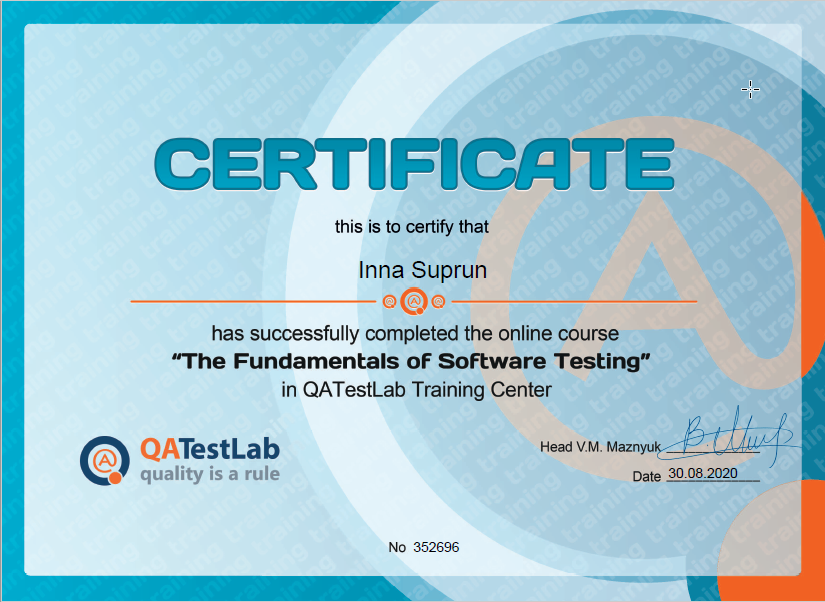 CERTIFICATE
this is to certify that
Inna Suprun
has successfully completed the online course
“The Fundamentals of Software Testing”
in QATestLab Training Center
QATestLab
quality is a rule
Head V.M. Maznyuk
Date 30.08.2020
No 352696